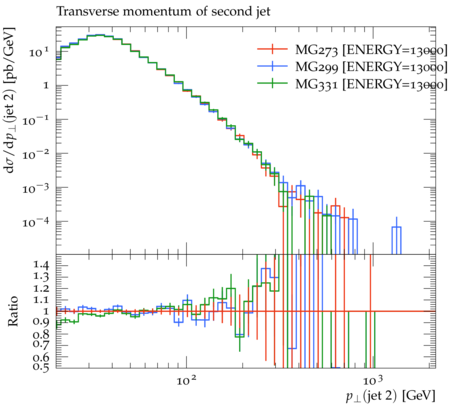 Transverse momentum of second jet
MG273 [ENERGY=13000]
MG299 [ENERGY=13000]
MG331 [ENERGY=13000]
dσ/dp⊥(jet 2) [pb/GeV]
10¹
1
10⁻¹
10⁻²
10⁻³
10⁻⁴
Ratio
1.4
1.3
1.2
1.1
1
0.9
0.8
0.7
0.6
0.5
10² 10³
p⊥(jet 2) [GeV]